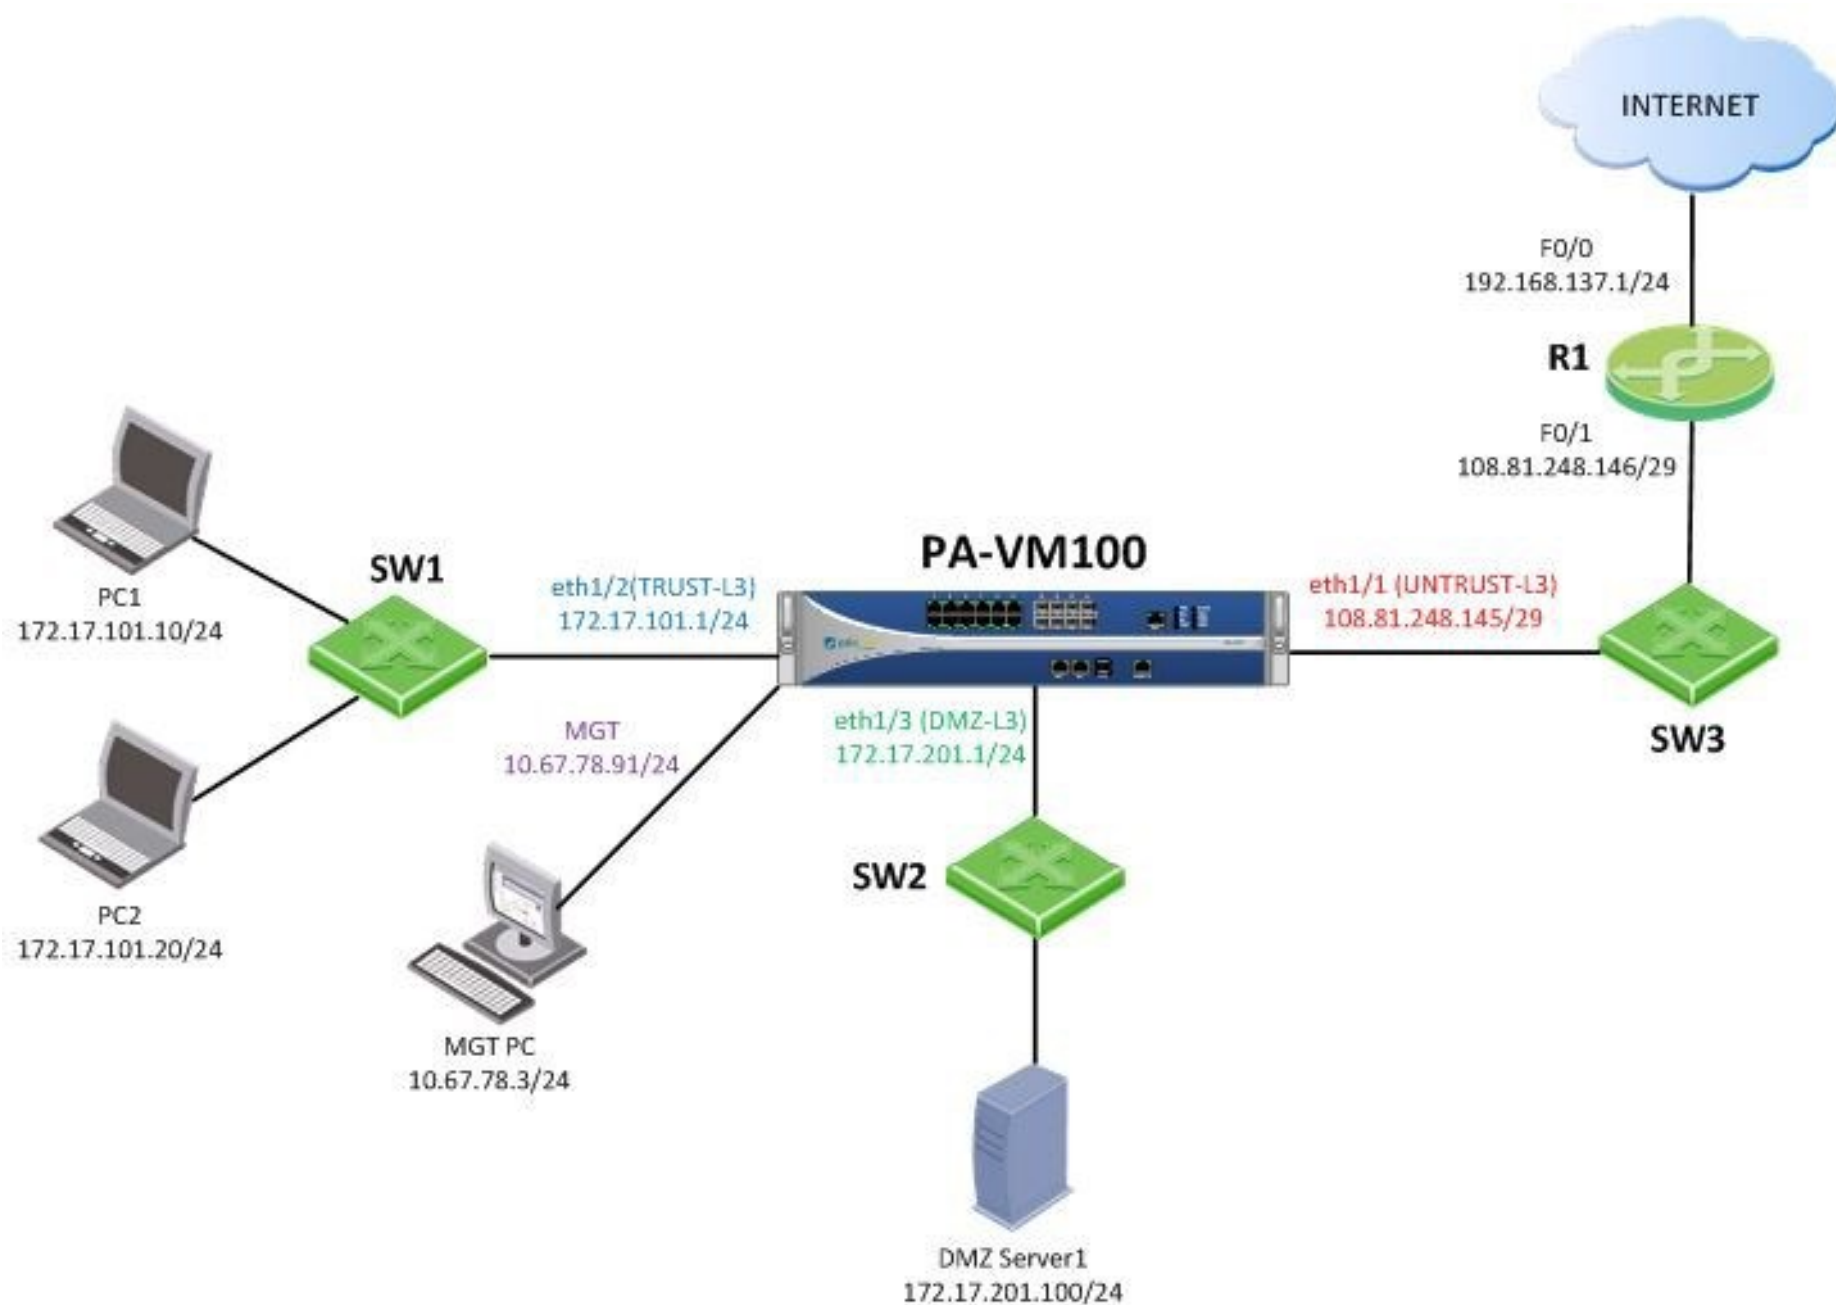 INTERNET
F0/0
192.168.137.1/24
R1
F0/1
108.81.248.146/29
PA-VM100
SW1
eth1/2(TRUST-L3)
172.17.101.1/24
eth1/1 (UNTRUST-L3)
108.81.248.145/29
PC1
172.17.101.10/24
MGT
10.67.78.91/24
eth1/3 (DMZ-L3)
172.17.201.1/24
SW3
SW2
PC2
172.17.101.20/24
MGT PC
10.67.78.3/24
DMZ Server1
172.17.201.100/24